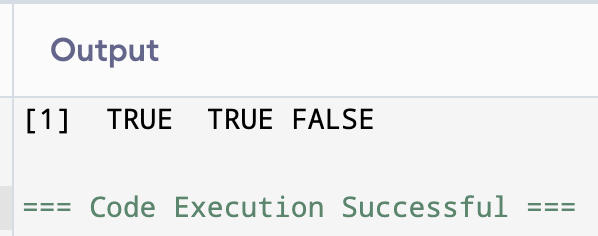 Output
[1]  TRUE  TRUE FALSE
=== Code Execution Successful ===